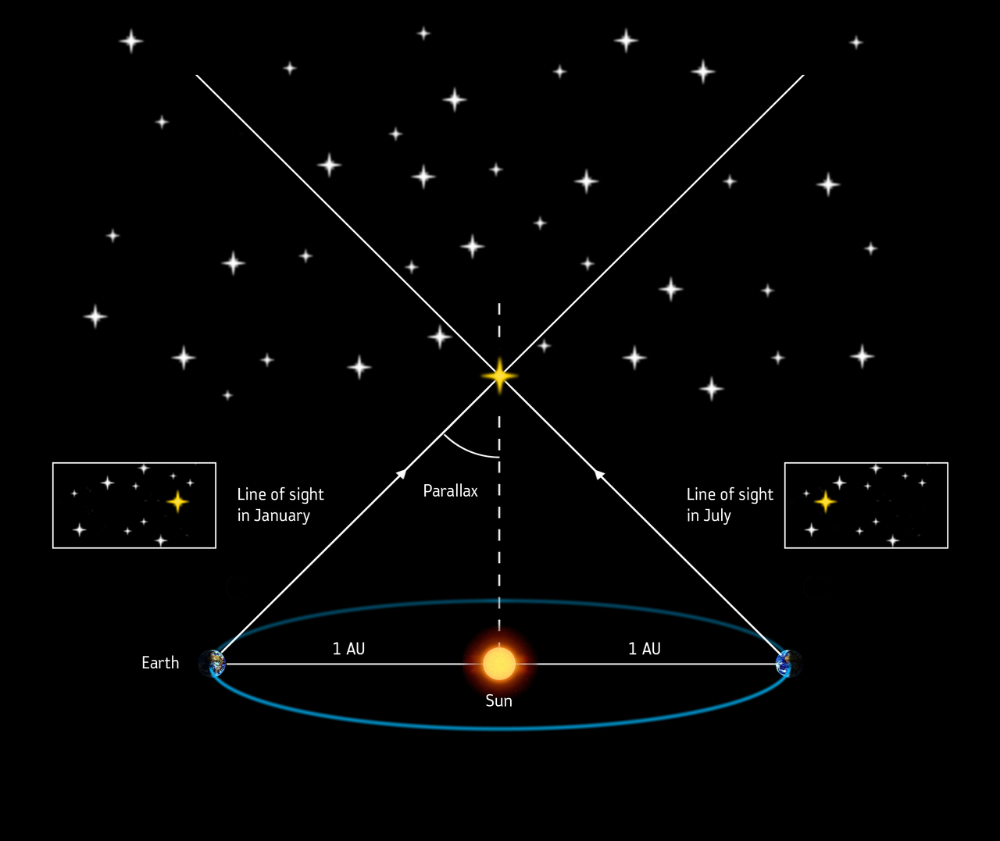 Line of sight
in January
Parallax
Line of sight
in July
1 AU
1 AU
Earth
Sun